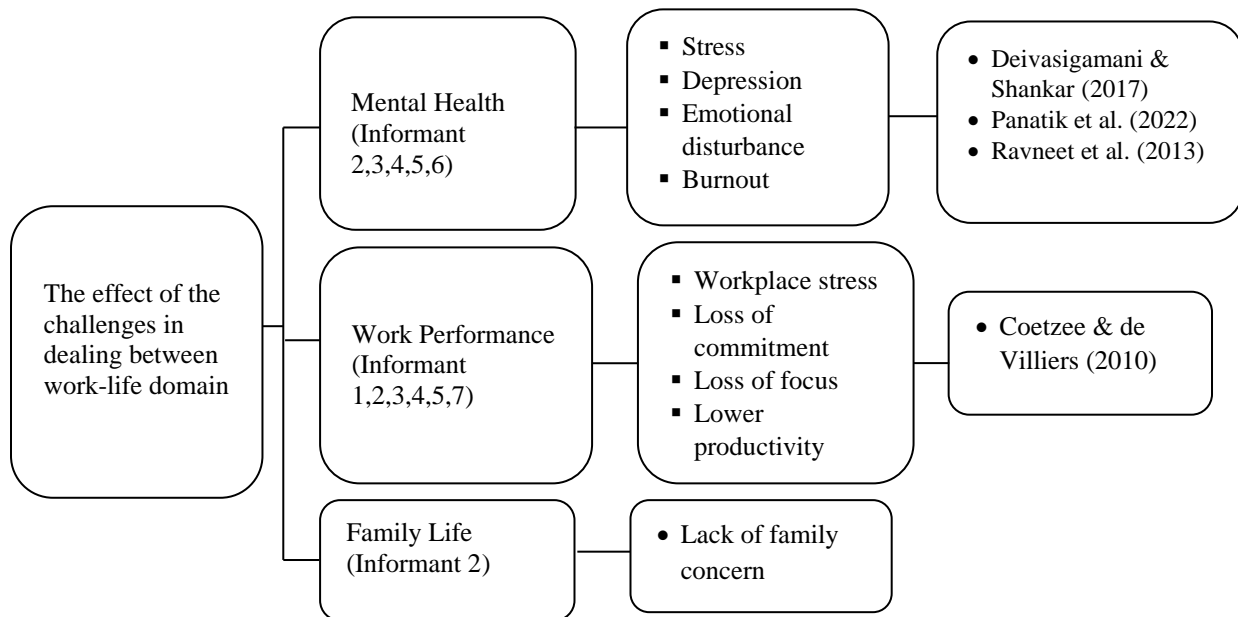 The effect of the
challenges in
dealing between
work-life domain
Mental Health
(Informant
2,3,4,5,6)
▪ Stress
▪ Depression
▪ Emotional
disturbance
▪ Burnout
• Deivasigamani &
Shankar (2017)
• Panatik et al. (2022)
• Ravneet et al. (2013)
Work Performance
(Informant
1,2,3,4,5,7)
▪ Workplace stress
▪ Loss of
commitment
▪ Loss of focus
▪ Lower
productivity
• Coetzee & de
Villiers (2010)
Family Life
(Informant 2)
• Lack of family
concern